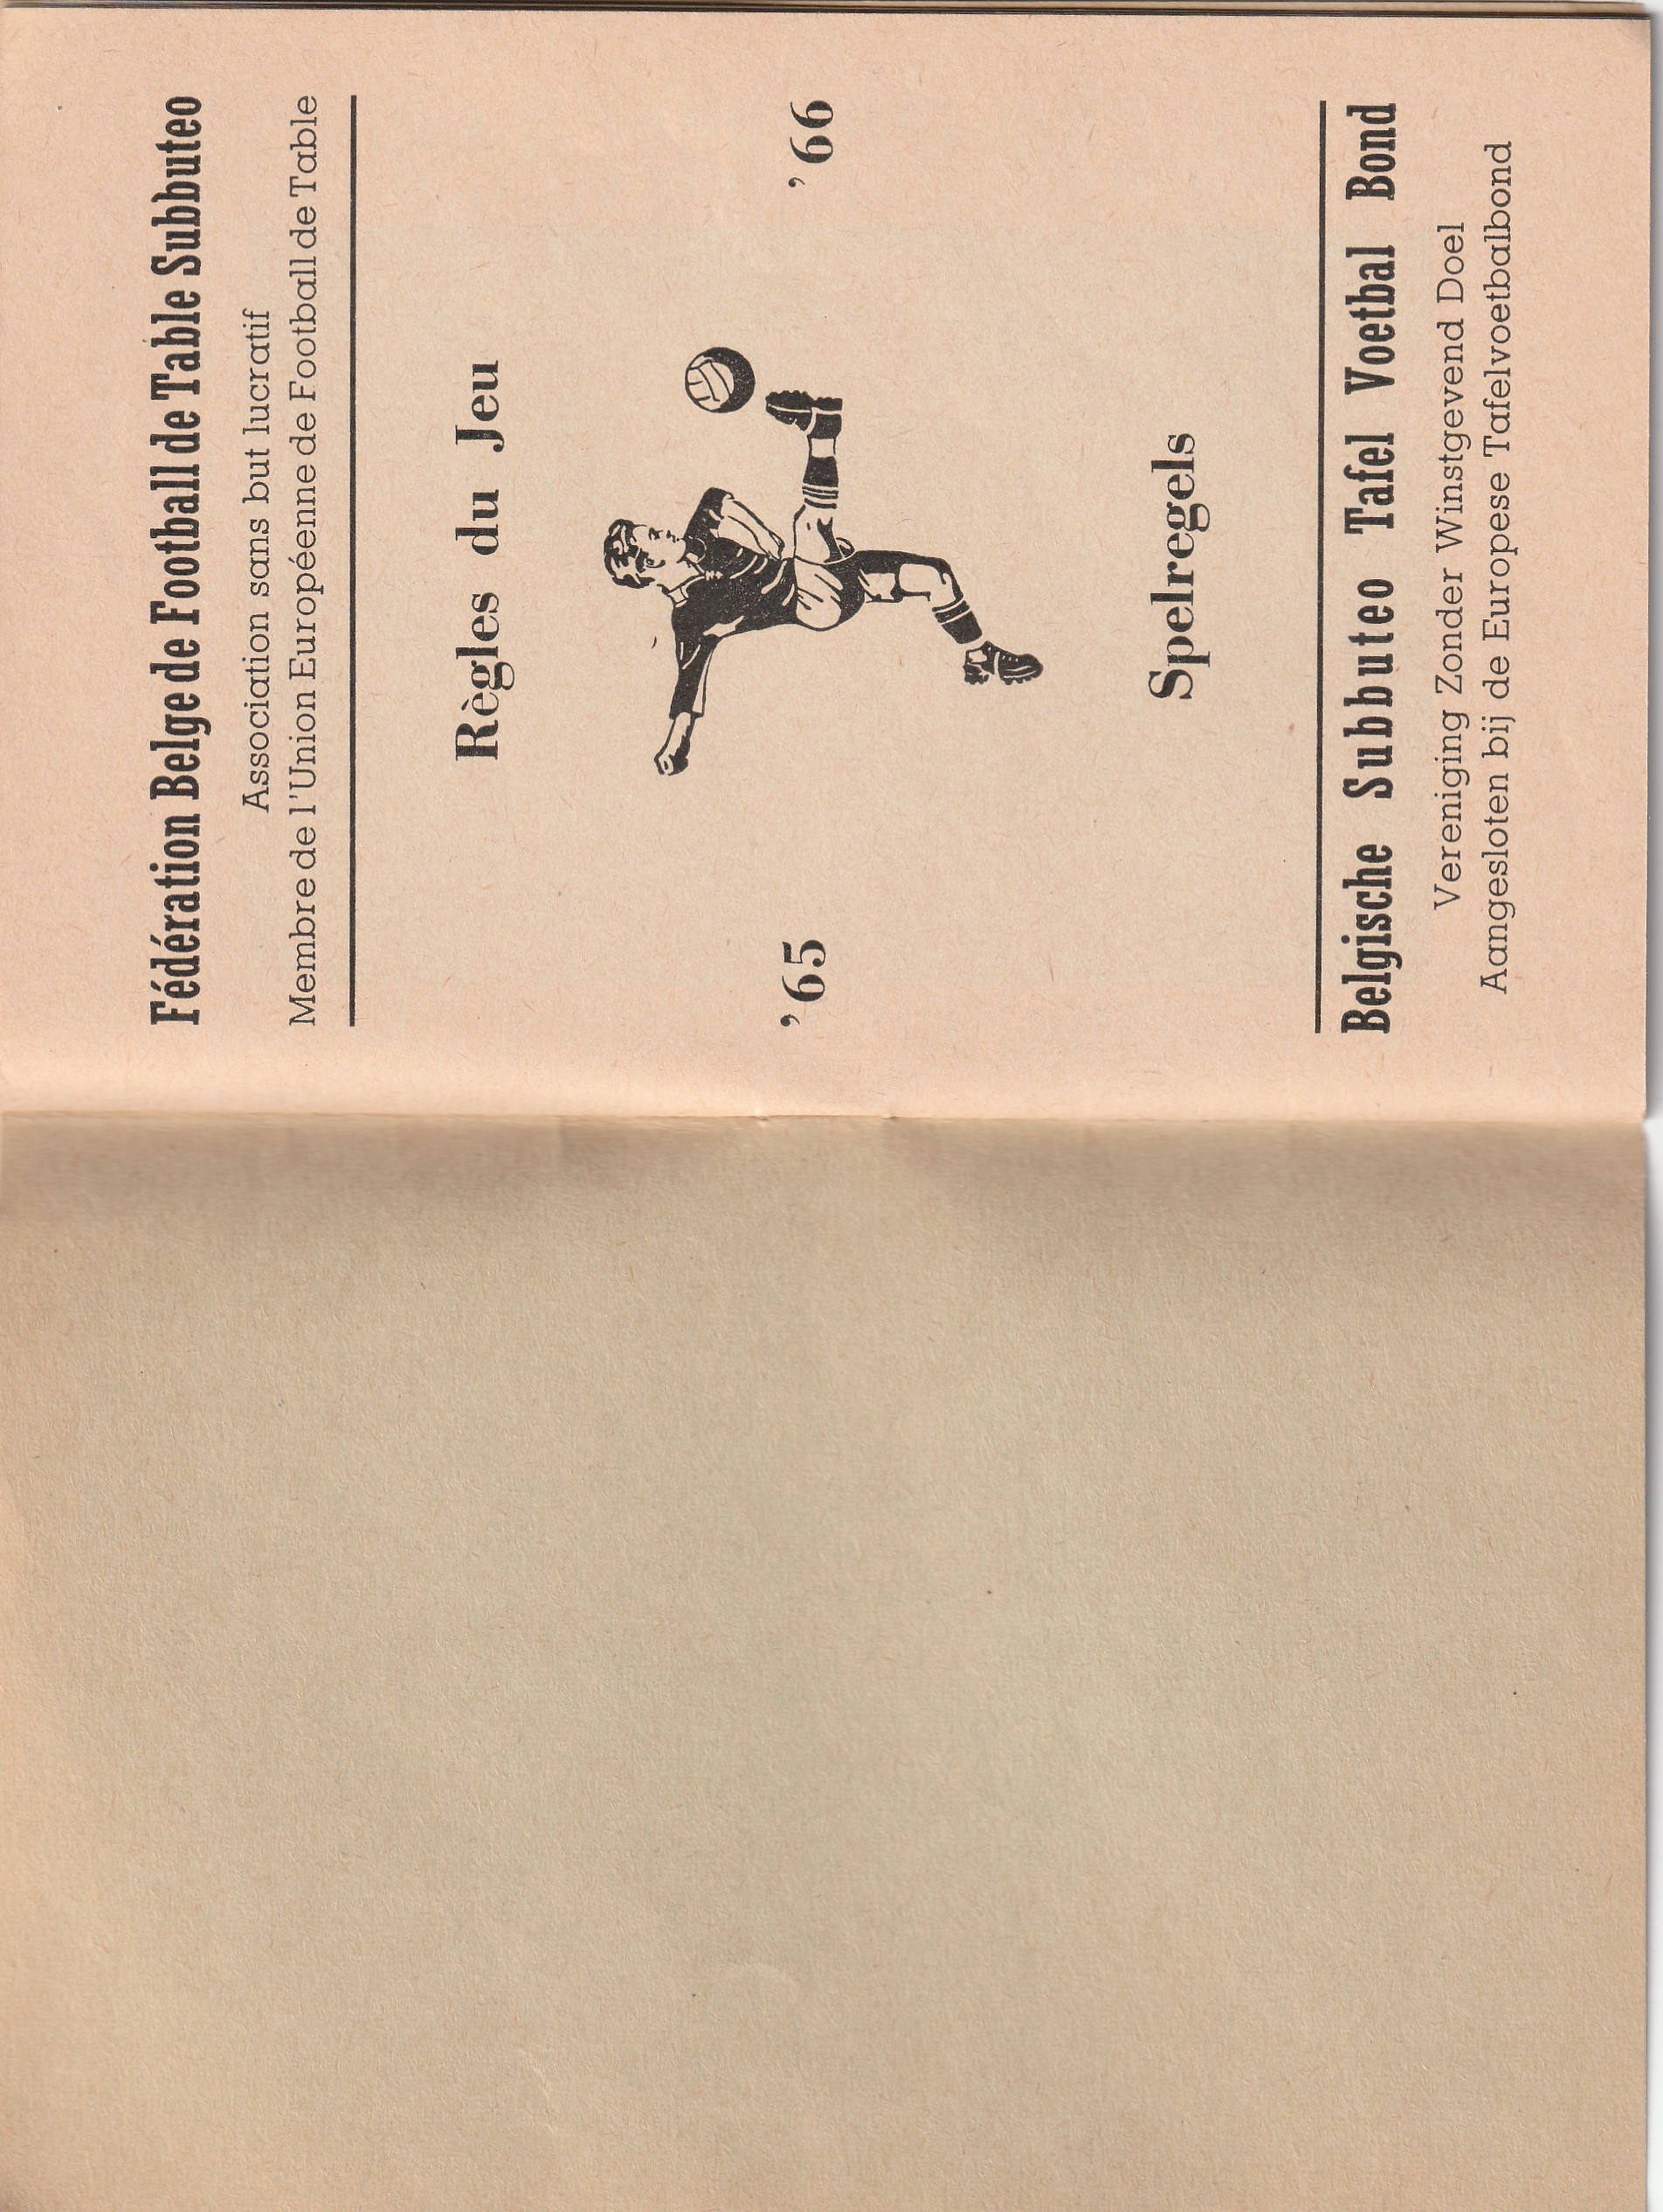 Fédération Belge de Football de Table Subbuteo
Association sans but lucratif
Membre de l'Union Européenne de Football de Table
Règles du Jeu
'65 '66
Spelregels
Belgische Subbuteo Tafel Voetbal Bond
Vereniging Zonder Winstgevend Doel
Aangesloten bij de Europese Tafelvoetbalbond